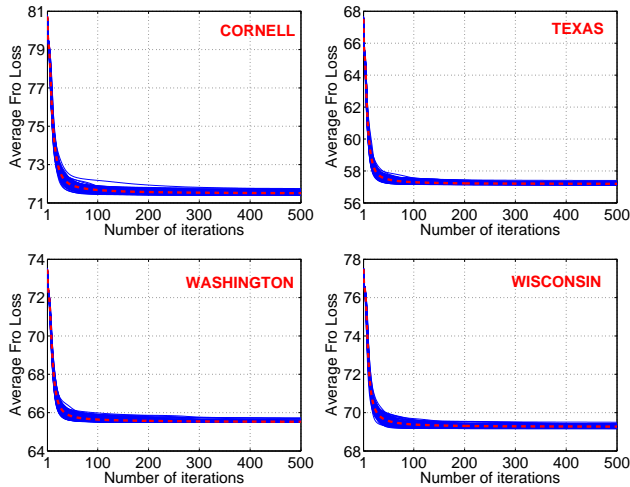 CORNELL
Average Fro Loss
81
79
77
75
73
71
1 100 200 300 400 500
Number of iterations
TEXAS
Average Fro Loss
68
66
64
62
60
58
56
1 100 200 300 400 500
Number of iterations
WASHINGTON
Average Fro Loss
74
72
70
68
66
64
1 100 200 300 400 500
Number of iterations
WISCONSIN
Average Fro Loss
78
76
74
72
70
68
1 100 200 300 400 500
Number of iterations